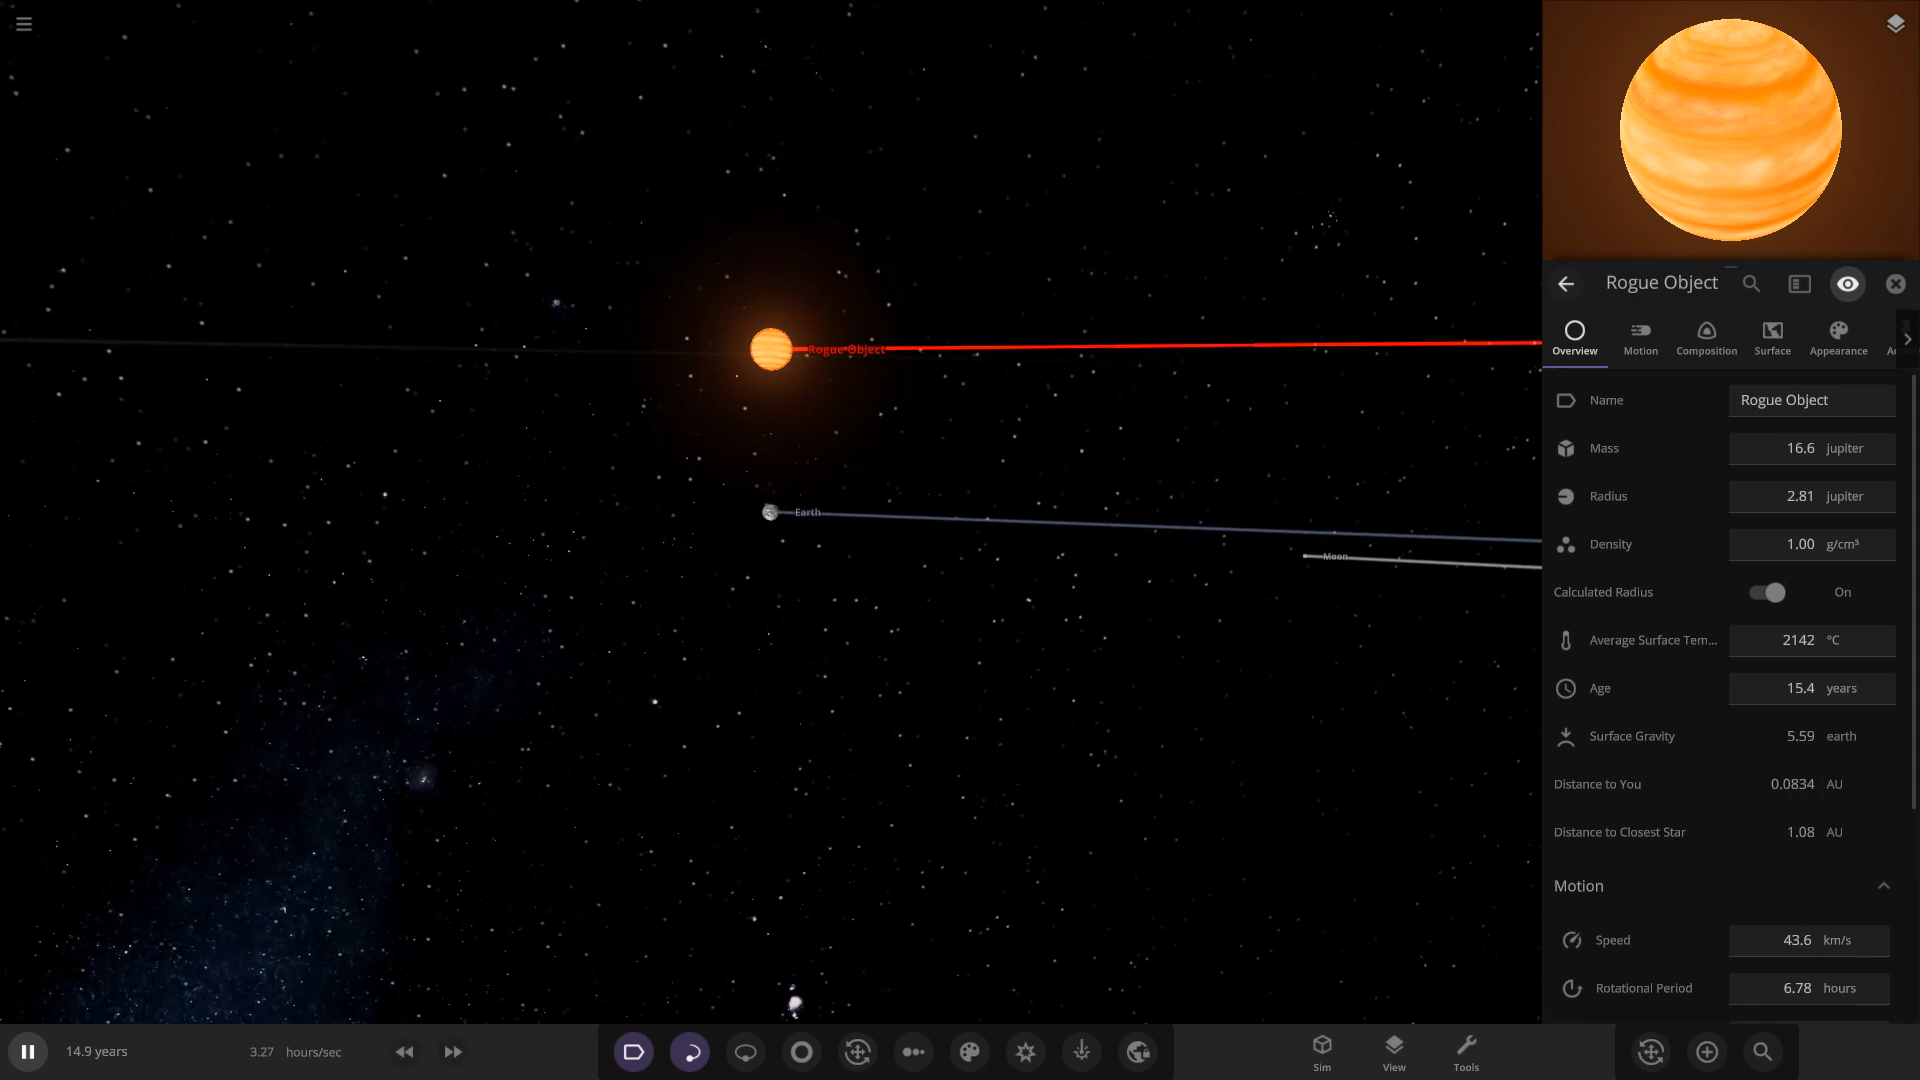 Rogue Object
Earth
Moon
Rogue Object
Overview
Motion
Composition
Surface
Appearance
Name
Rogue Object
Mass
16.6 jupiter
Radius
2.81 jupiter
Density
1.00 g/cm³
Calculated Radius
On
Average Surface Tem...
2142 °C
Age
15.4 years
Surface Gravity
5.59 earth
Distance to You
0.0834 AU
Distance to Closest Star
1.08 AU
Motion
Speed
43.6 km/s
Rotational Period
6.78 hours
14.9 years
3.27 hours/sec
Sim
View
Tools